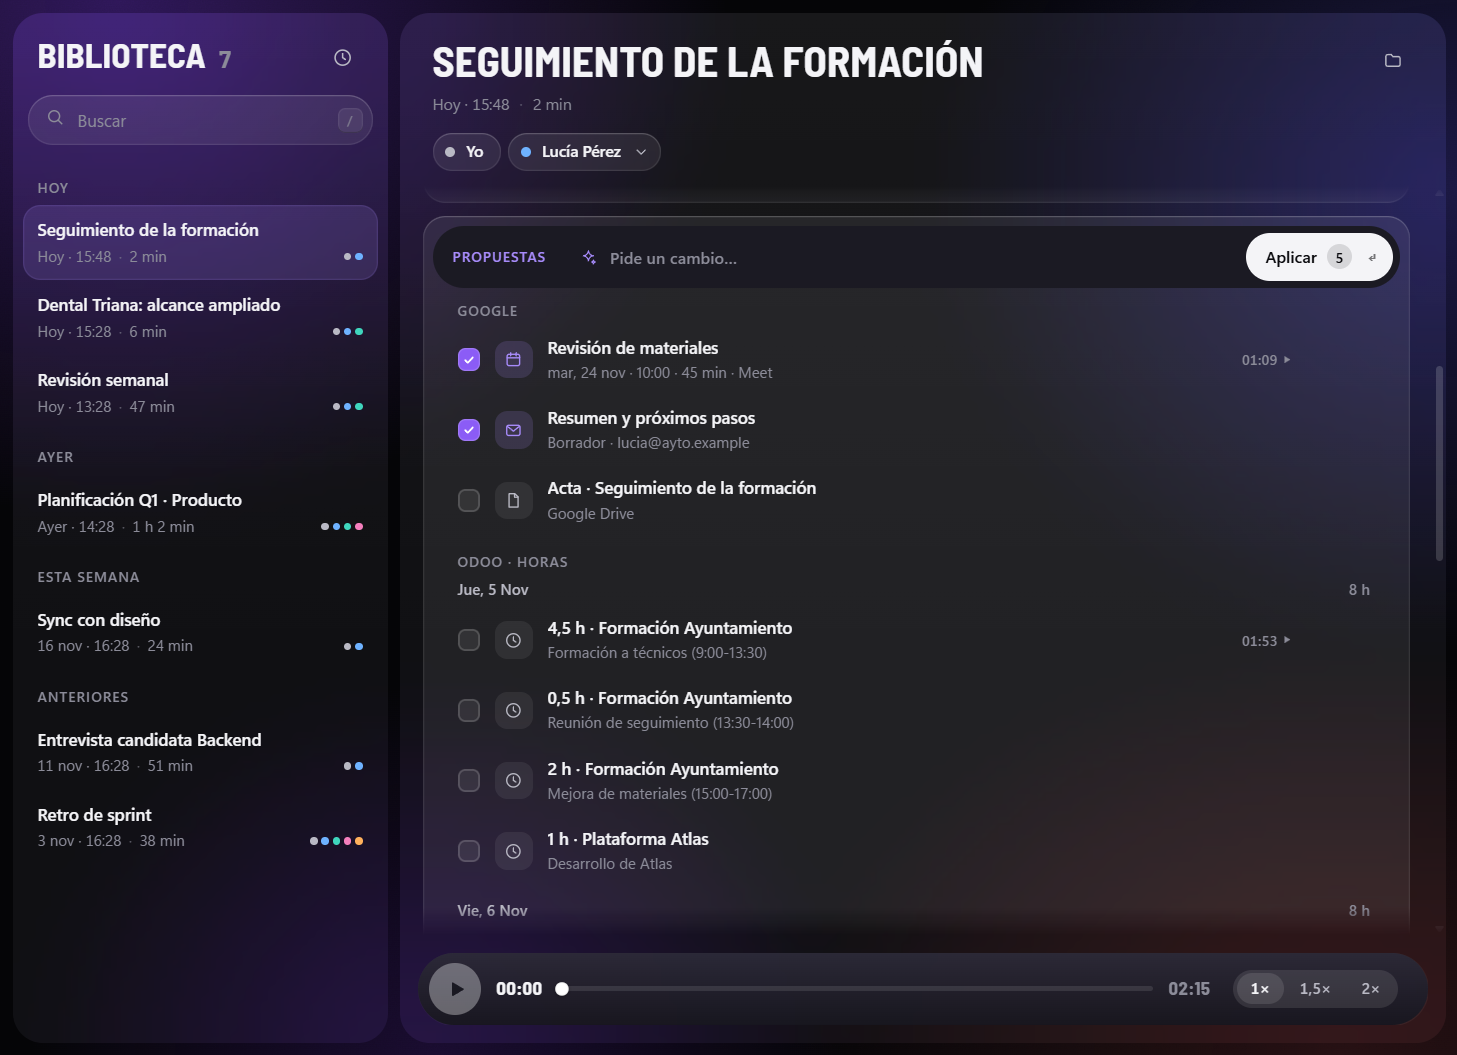 BIBLIOTECA 7
Buscar /
HOY
Seguimiento de la formación
Hoy · 15:48 · 2 min
Dental Triana: alcance ampliado
Hoy · 15:28 · 6 min
Revisión semanal
Hoy · 13:28 · 47 min
AYER
Planificación Q1 · Producto
Ayer · 14:28 · 1 h 2 min
ESTA SEMANA
Sync con diseño
16 nov · 16:28 · 24 min
ANTERIORES
Entrevista candidata Backend
11 nov · 16:28 · 51 min
Retro de sprint
3 nov · 16:28 · 38 min
SEGUIMIENTO DE LA FORMACIÓN
Hoy · 15:48 · 2 min
Yo Lucía Pérez
PROPUESTAS Pide un cambio... Aplicar 5
GOOGLE
Revisión de materiales
mar, 24 nov · 10:00 · 45 min · Meet
01:09
Resumen y próximos pasos
Borrador · lucia@ayto.example
Acta · Seguimiento de la formación
Google Drive
ODOO · HORAS
Jue, 5 Nov 8 h
4,5 h · Formación Ayuntamiento
Formación a técnicos (9:00-13:30)
01:53
0,5 h · Formación Ayuntamiento
Reunión de seguimiento (13:30-14:00)
2 h · Formación Ayuntamiento
Mejora de materiales (15:00-17:00)
1 h · Plataforma Atlas
Desarrollo de Atlas
Vie, 6 Nov 8 h
00:00 02:15 1× 1,5× 2×